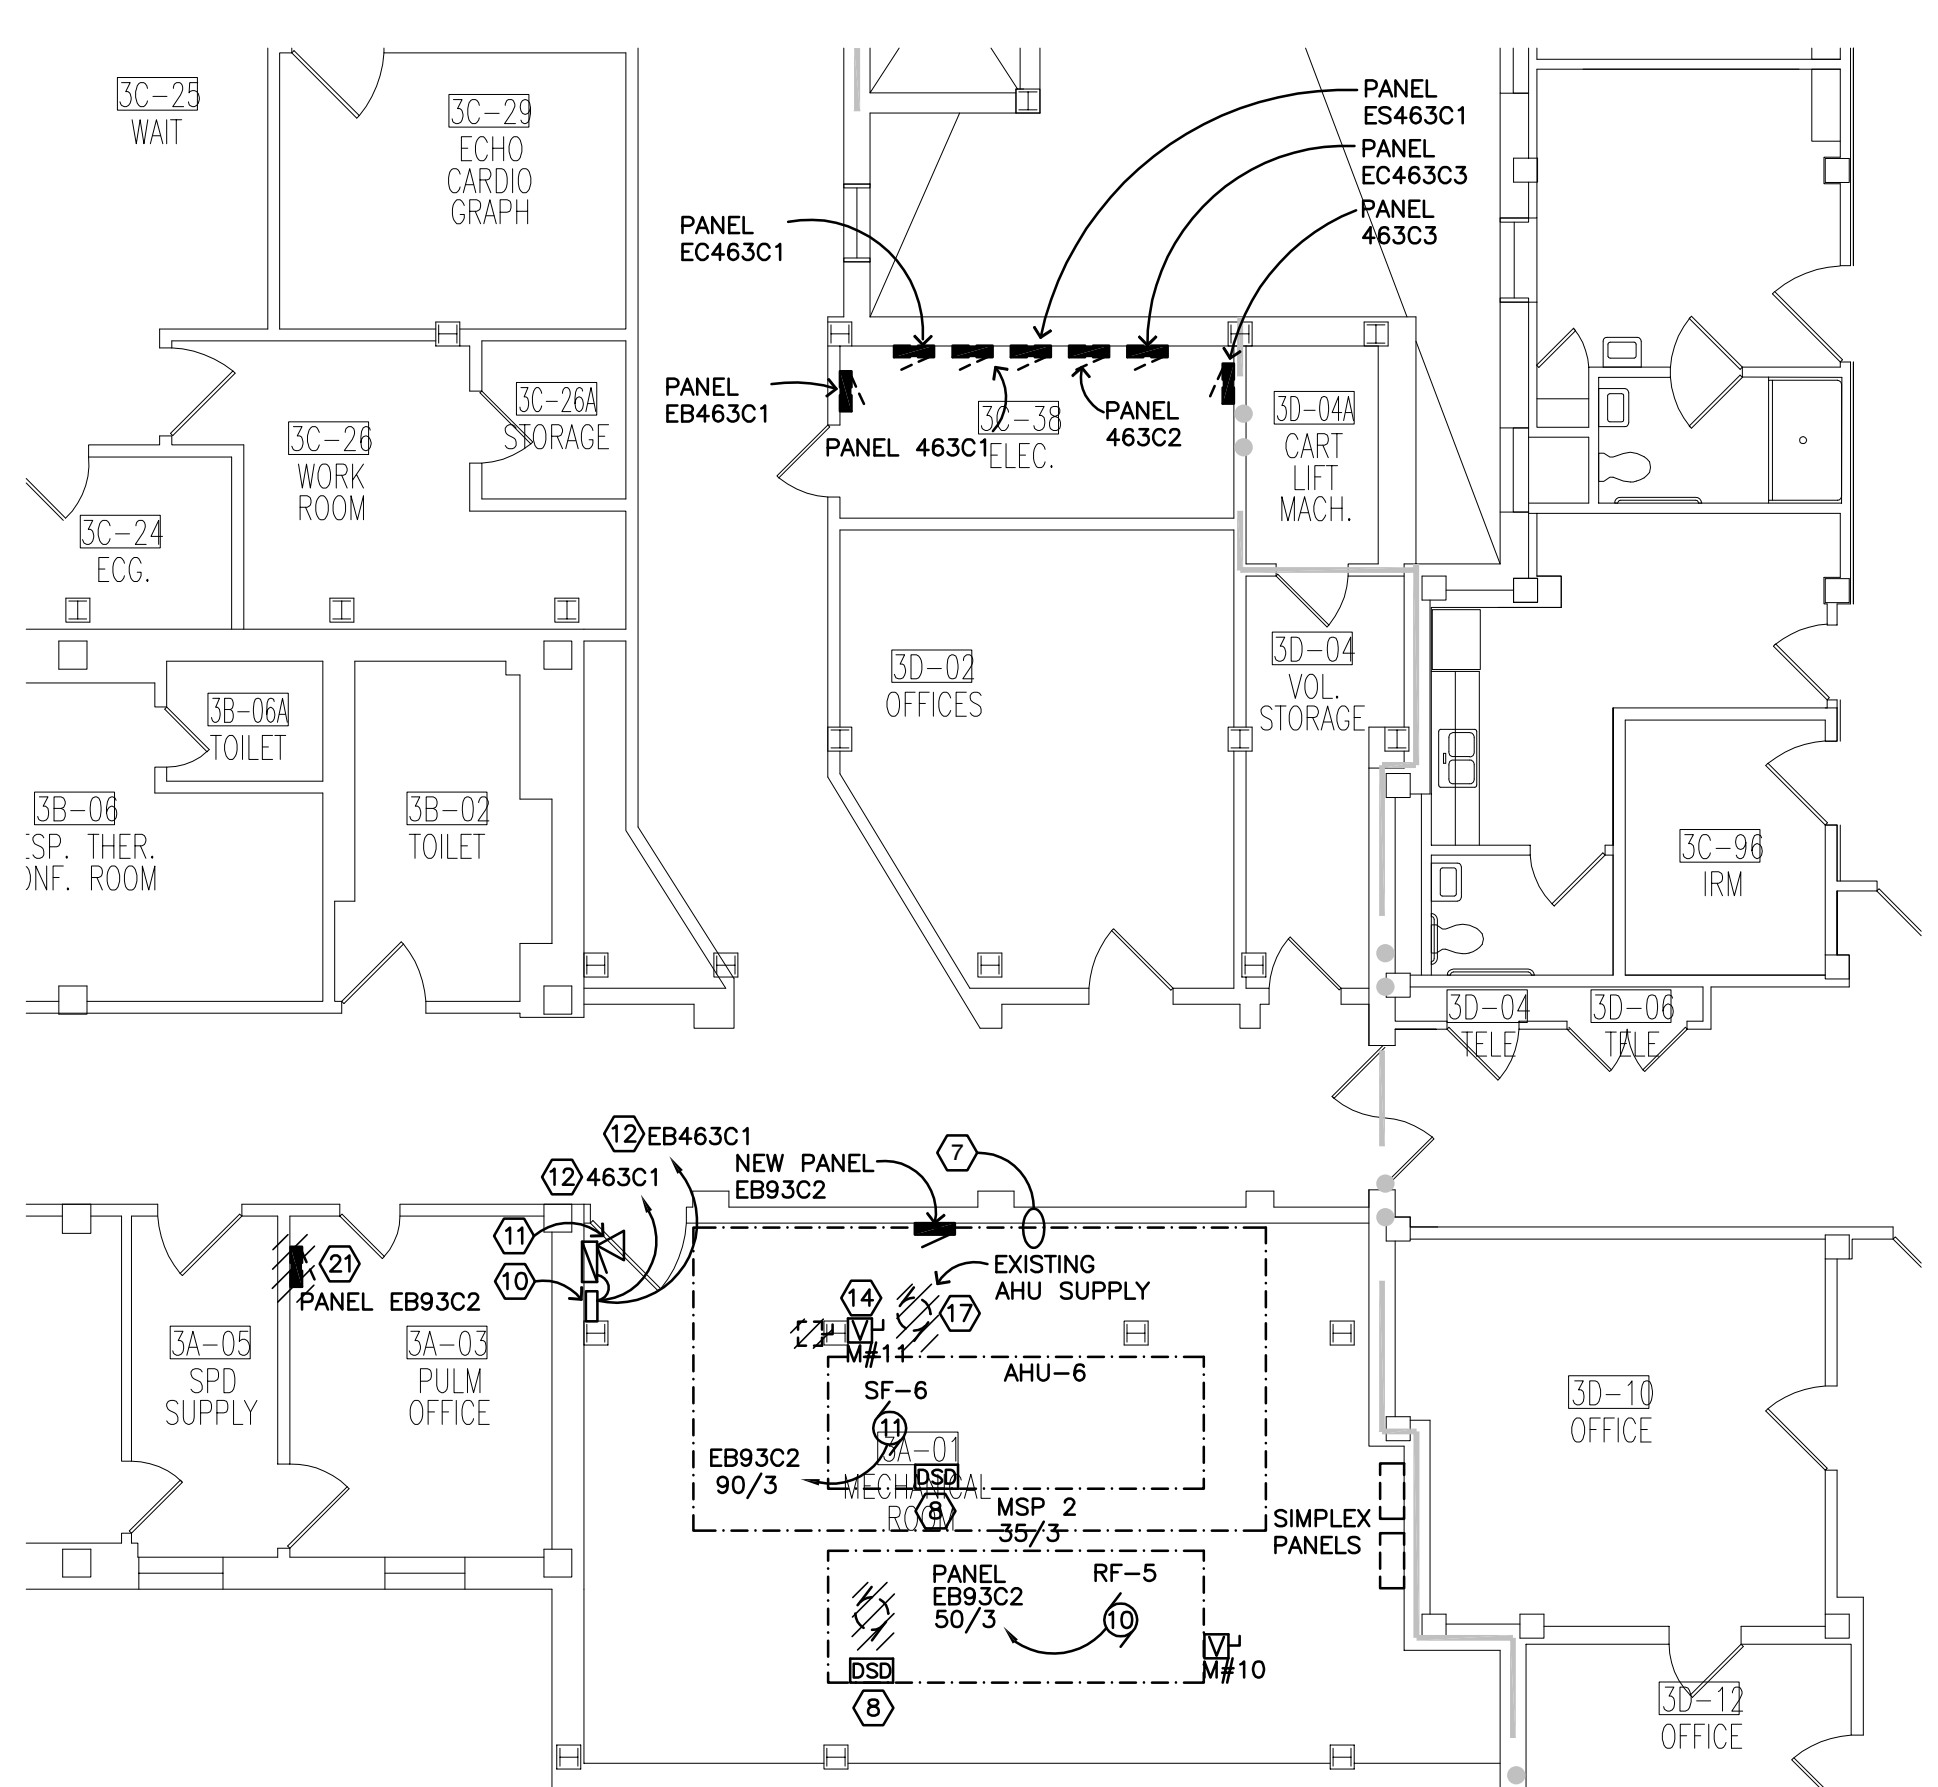 3C-25
WAIT
3C-29
ECHO
CARDIO
GRAPH
PANEL
ES463C1
PANEL
EC463C3
PANEL
463C3
PANEL
EC463C1
PANEL
EB463C1
PANEL 463C1
3C-38
ELEC.
PANEL
463C2
3D-04A
CART
LIFT
MACH.
3C-26A
STORAGE
3C-26
WORK
ROOM
3C-24
ECG.
3D-02
OFFICES
3D-04
VOL.
STORAGE
3B-06A
TOILET
3B-06
THER.
ROOM
3B-02
TOILET
3C-96
IRM
3D-04
TELE
3D-06
TELE
12 EB463C1
12 463C1
NEW PANEL
EB93C2
7
11
10
21
PANEL EB93C2
EXISTING
AHU SUPPLY
14
17
M#11
AHU-6
SF-6
11
3A-05
SPD
SUPPLY
3A-03
PULM
OFFICE
EB93C2
90/3
3A-01
MECHANICAL
ROOM
DSD
8
MSP 2
35/3
SIMPLEX
PANELS
3D-10
OFFICE
PANEL
EB93C2
50/3
RF-5
10
DSD
8
M#10
3D-12
OFFICE